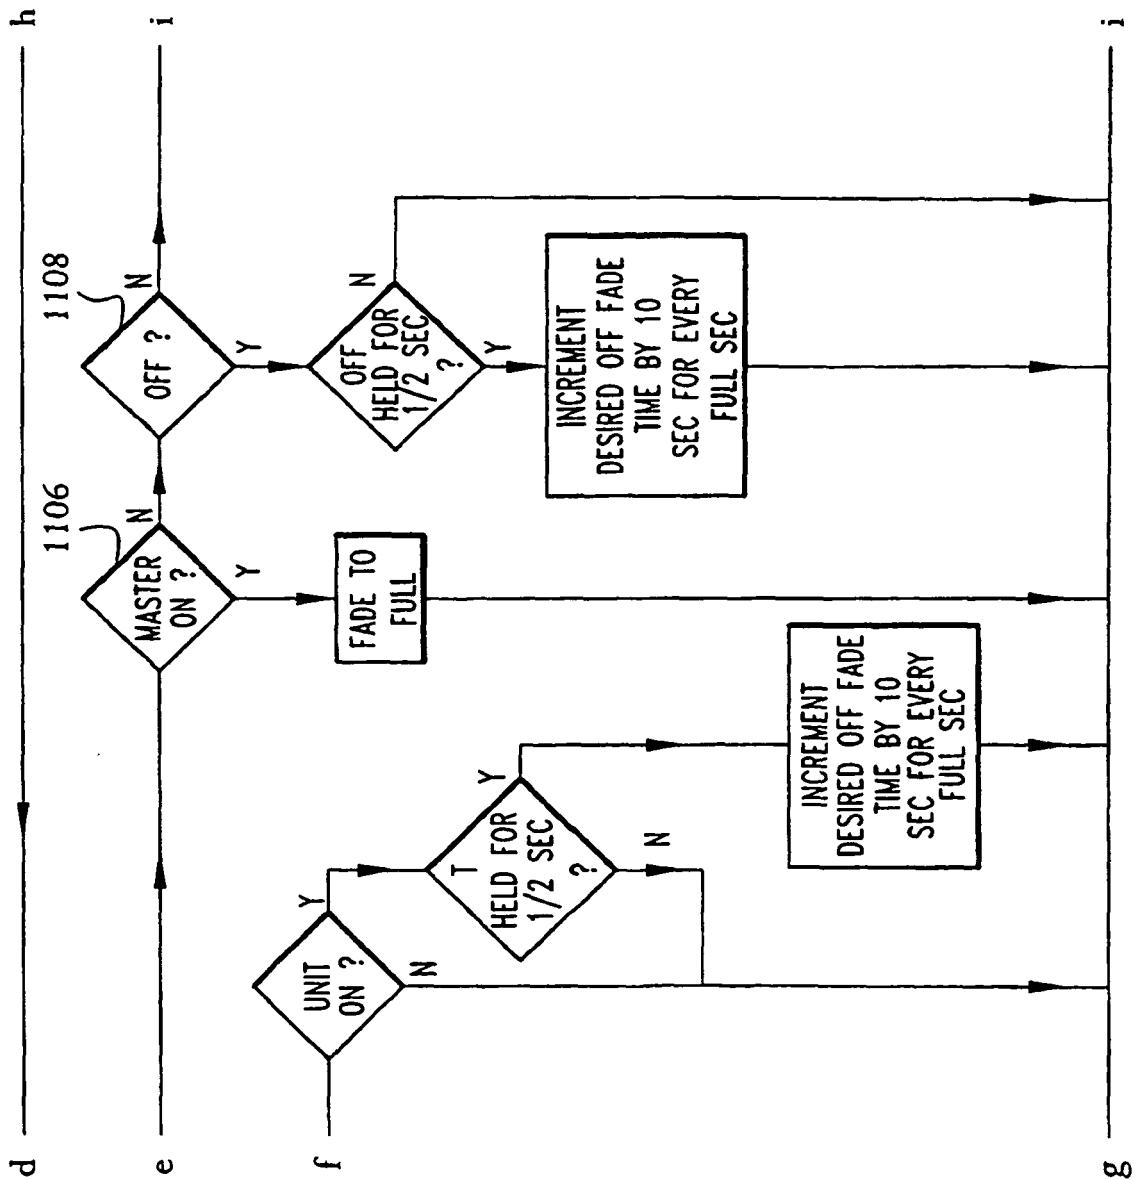 h
i
i
1108
OFF ?
N
Y
OFF
HELD FOR
1/2 SEC
?
N
Y
INCREMENT
DESIRED OFF FADE
TIME BY 10
SEC FOR EVERY
FULL SEC
1106
MASTER
ON ?
N
Y
FADE TO
FULL
UNIT
ON ?
Y
N
T
HELD FOR
1/2 SEC
?
Y
N
INCREMENT
DESIRED OFF FADE
TIME BY 10
SEC FOR EVERY
FULL SEC
d
e
f
g